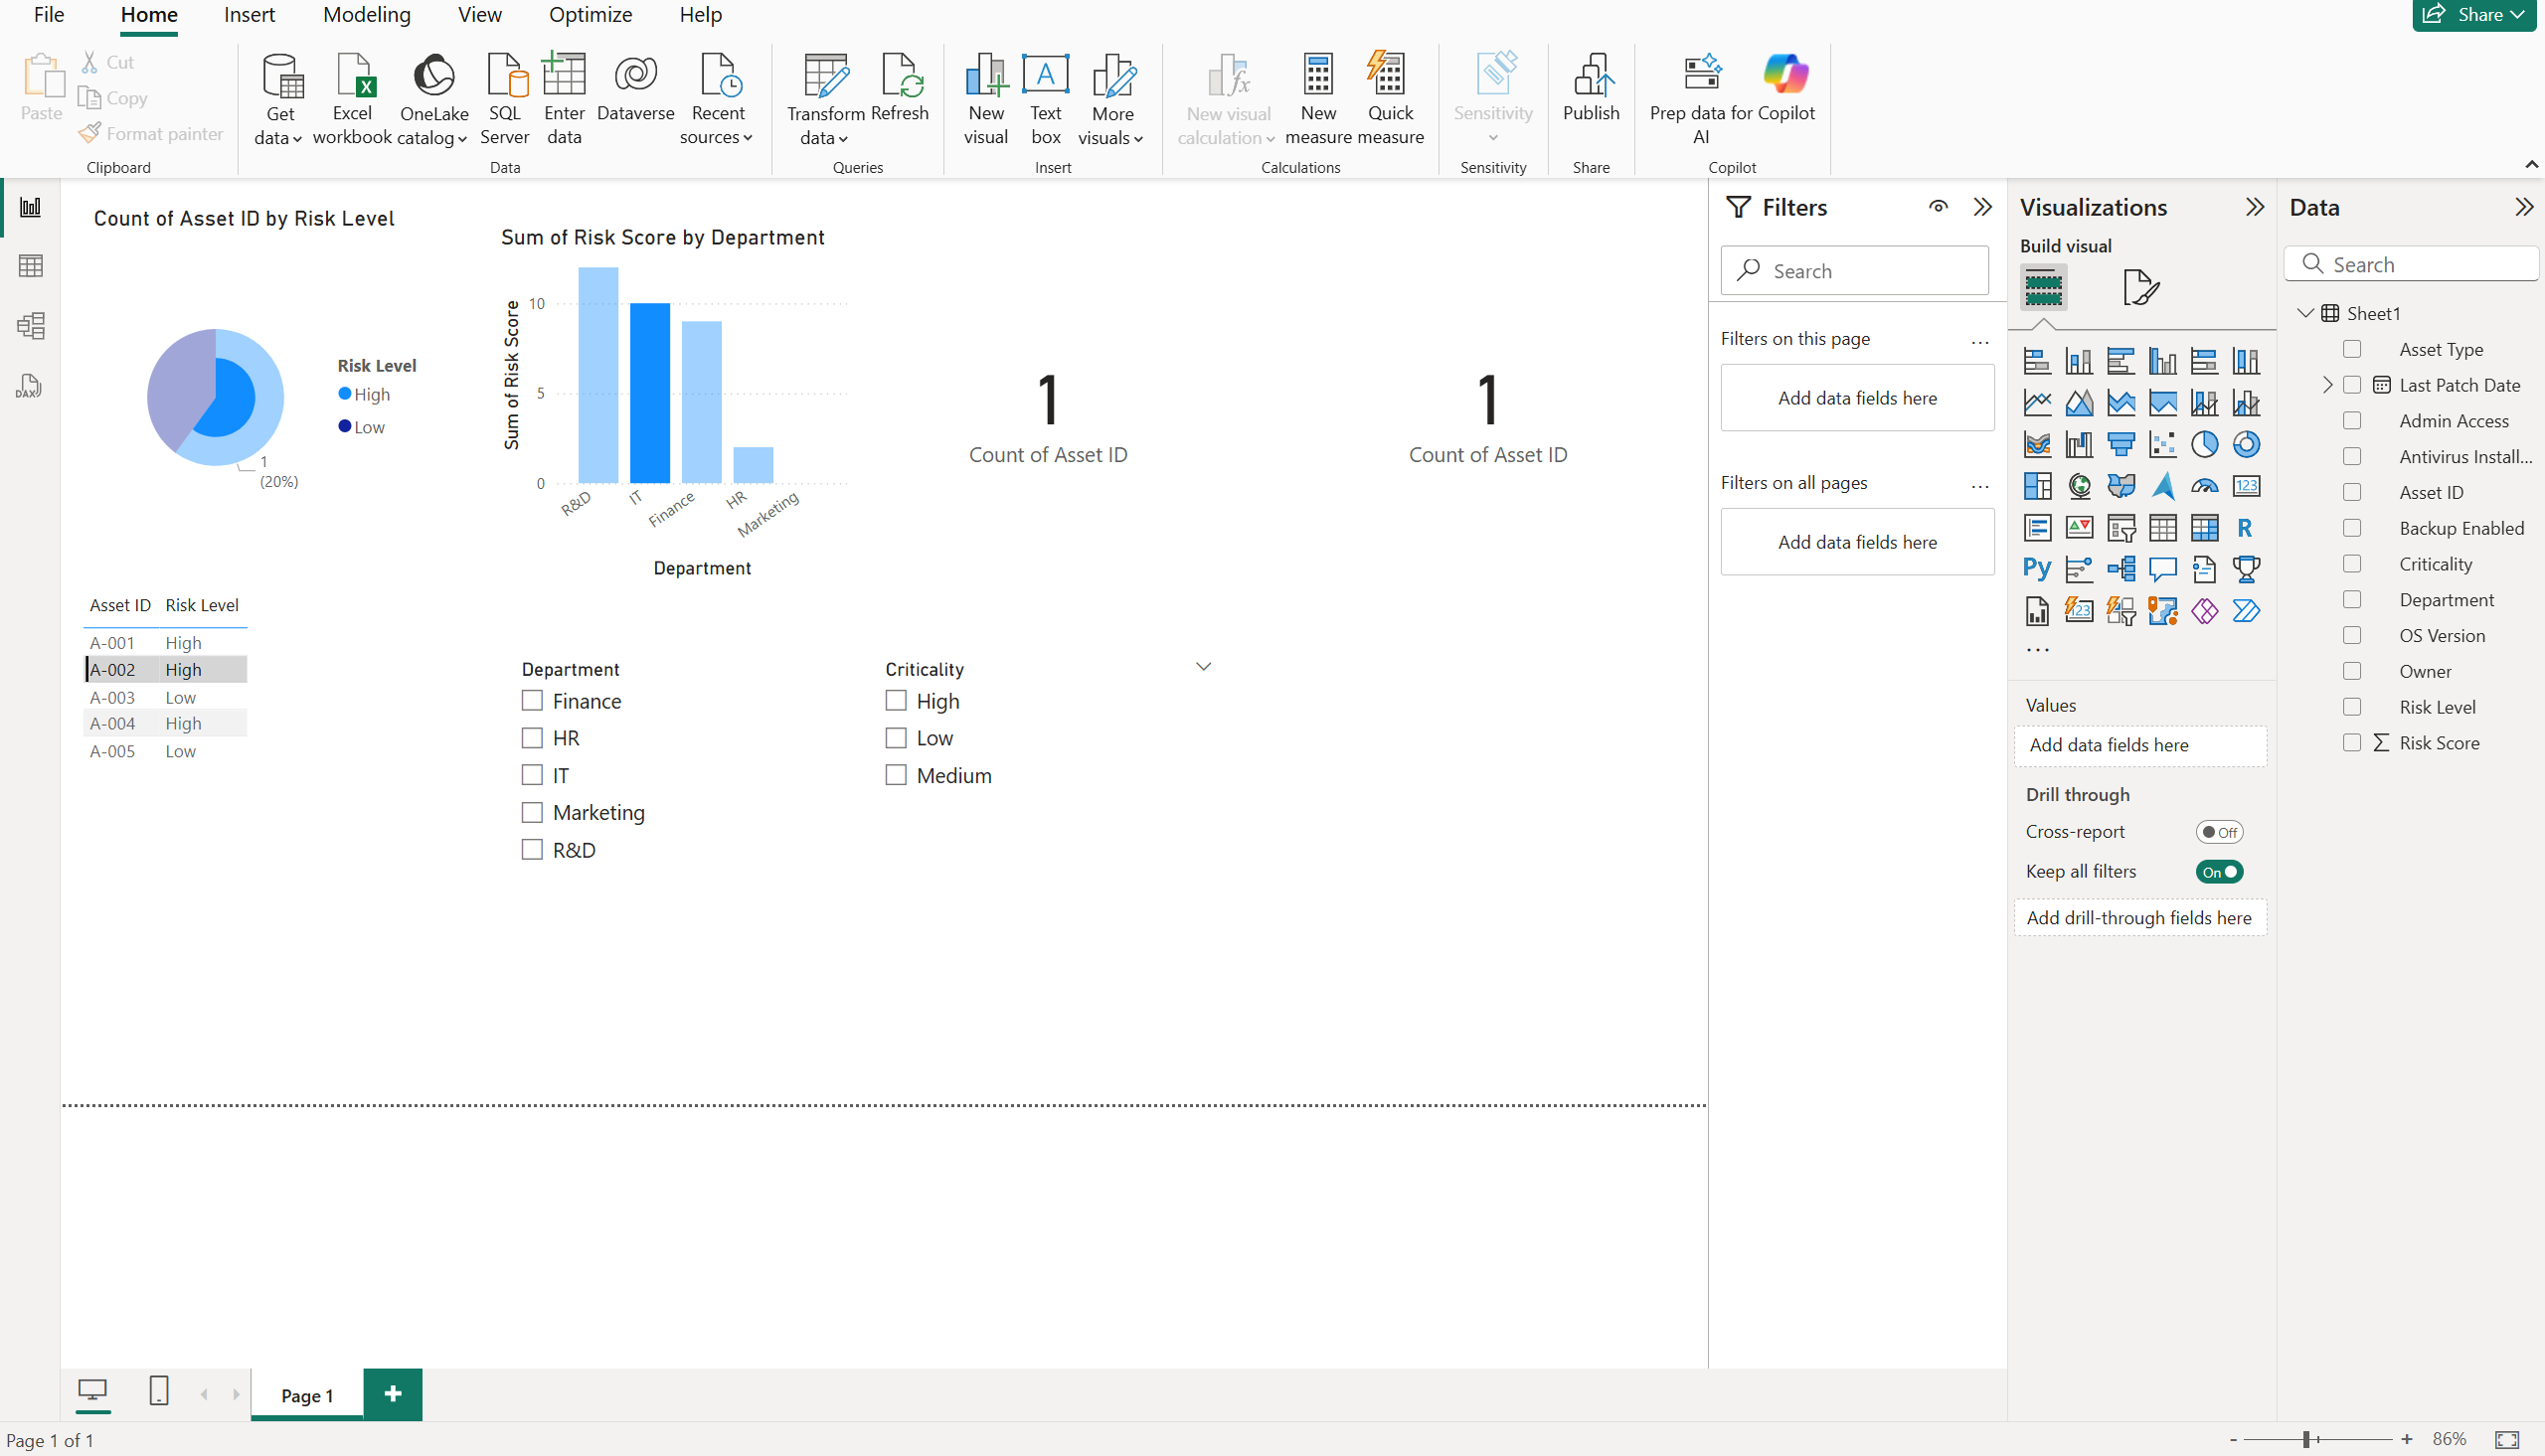 File Home Insert Modeling View Optimize Help
Share
Paste
Cut
Copy
Format painter
Clipboard
Get data
Excel workbook
OneLake catalog
SQL Server
Enter data
Dataverse
Recent sources
Data
Transform data
Refresh
Queries
New visual
Text box
More visuals
Insert
New visual calculation
New measure
Quick measure
Calculations
Sensitivity
Sensitivity
Publish
Share
Prep data for AI
Copilot
Copilot
Count of Asset ID by Risk Level
1
(20%)
Risk Level
High
Low
Sum of Risk Score by Department
Sum of Risk Score
10
5
0
R&D
IT
Finance
HR
Marketing
Department
1
Count of Asset ID
1
Count of Asset ID
Asset ID Risk Level
A-001 High
A-002 High
A-003 Low
A-004 High
A-005 Low
Department
Finance
HR
IT
Marketing
R&D
Criticality
High
Low
Medium
Filters
Search
Filters on this page ...
Add data fields here
Filters on all pages ...
Add data fields here
Visualizations
Build visual
123
R
Py
123
...
Values
Add data fields here
Drill through
Cross-report Off
Keep all filters On
Add drill-through fields here
Data
Search
Sheet1
Asset Type
Last Patch Date
Admin Access
Antivirus Install...
Asset ID
Backup Enabled
Criticality
Department
OS Version
Owner
Risk Level
Risk Score
DAX
Page 1
Page 1 of 1
- + 86%